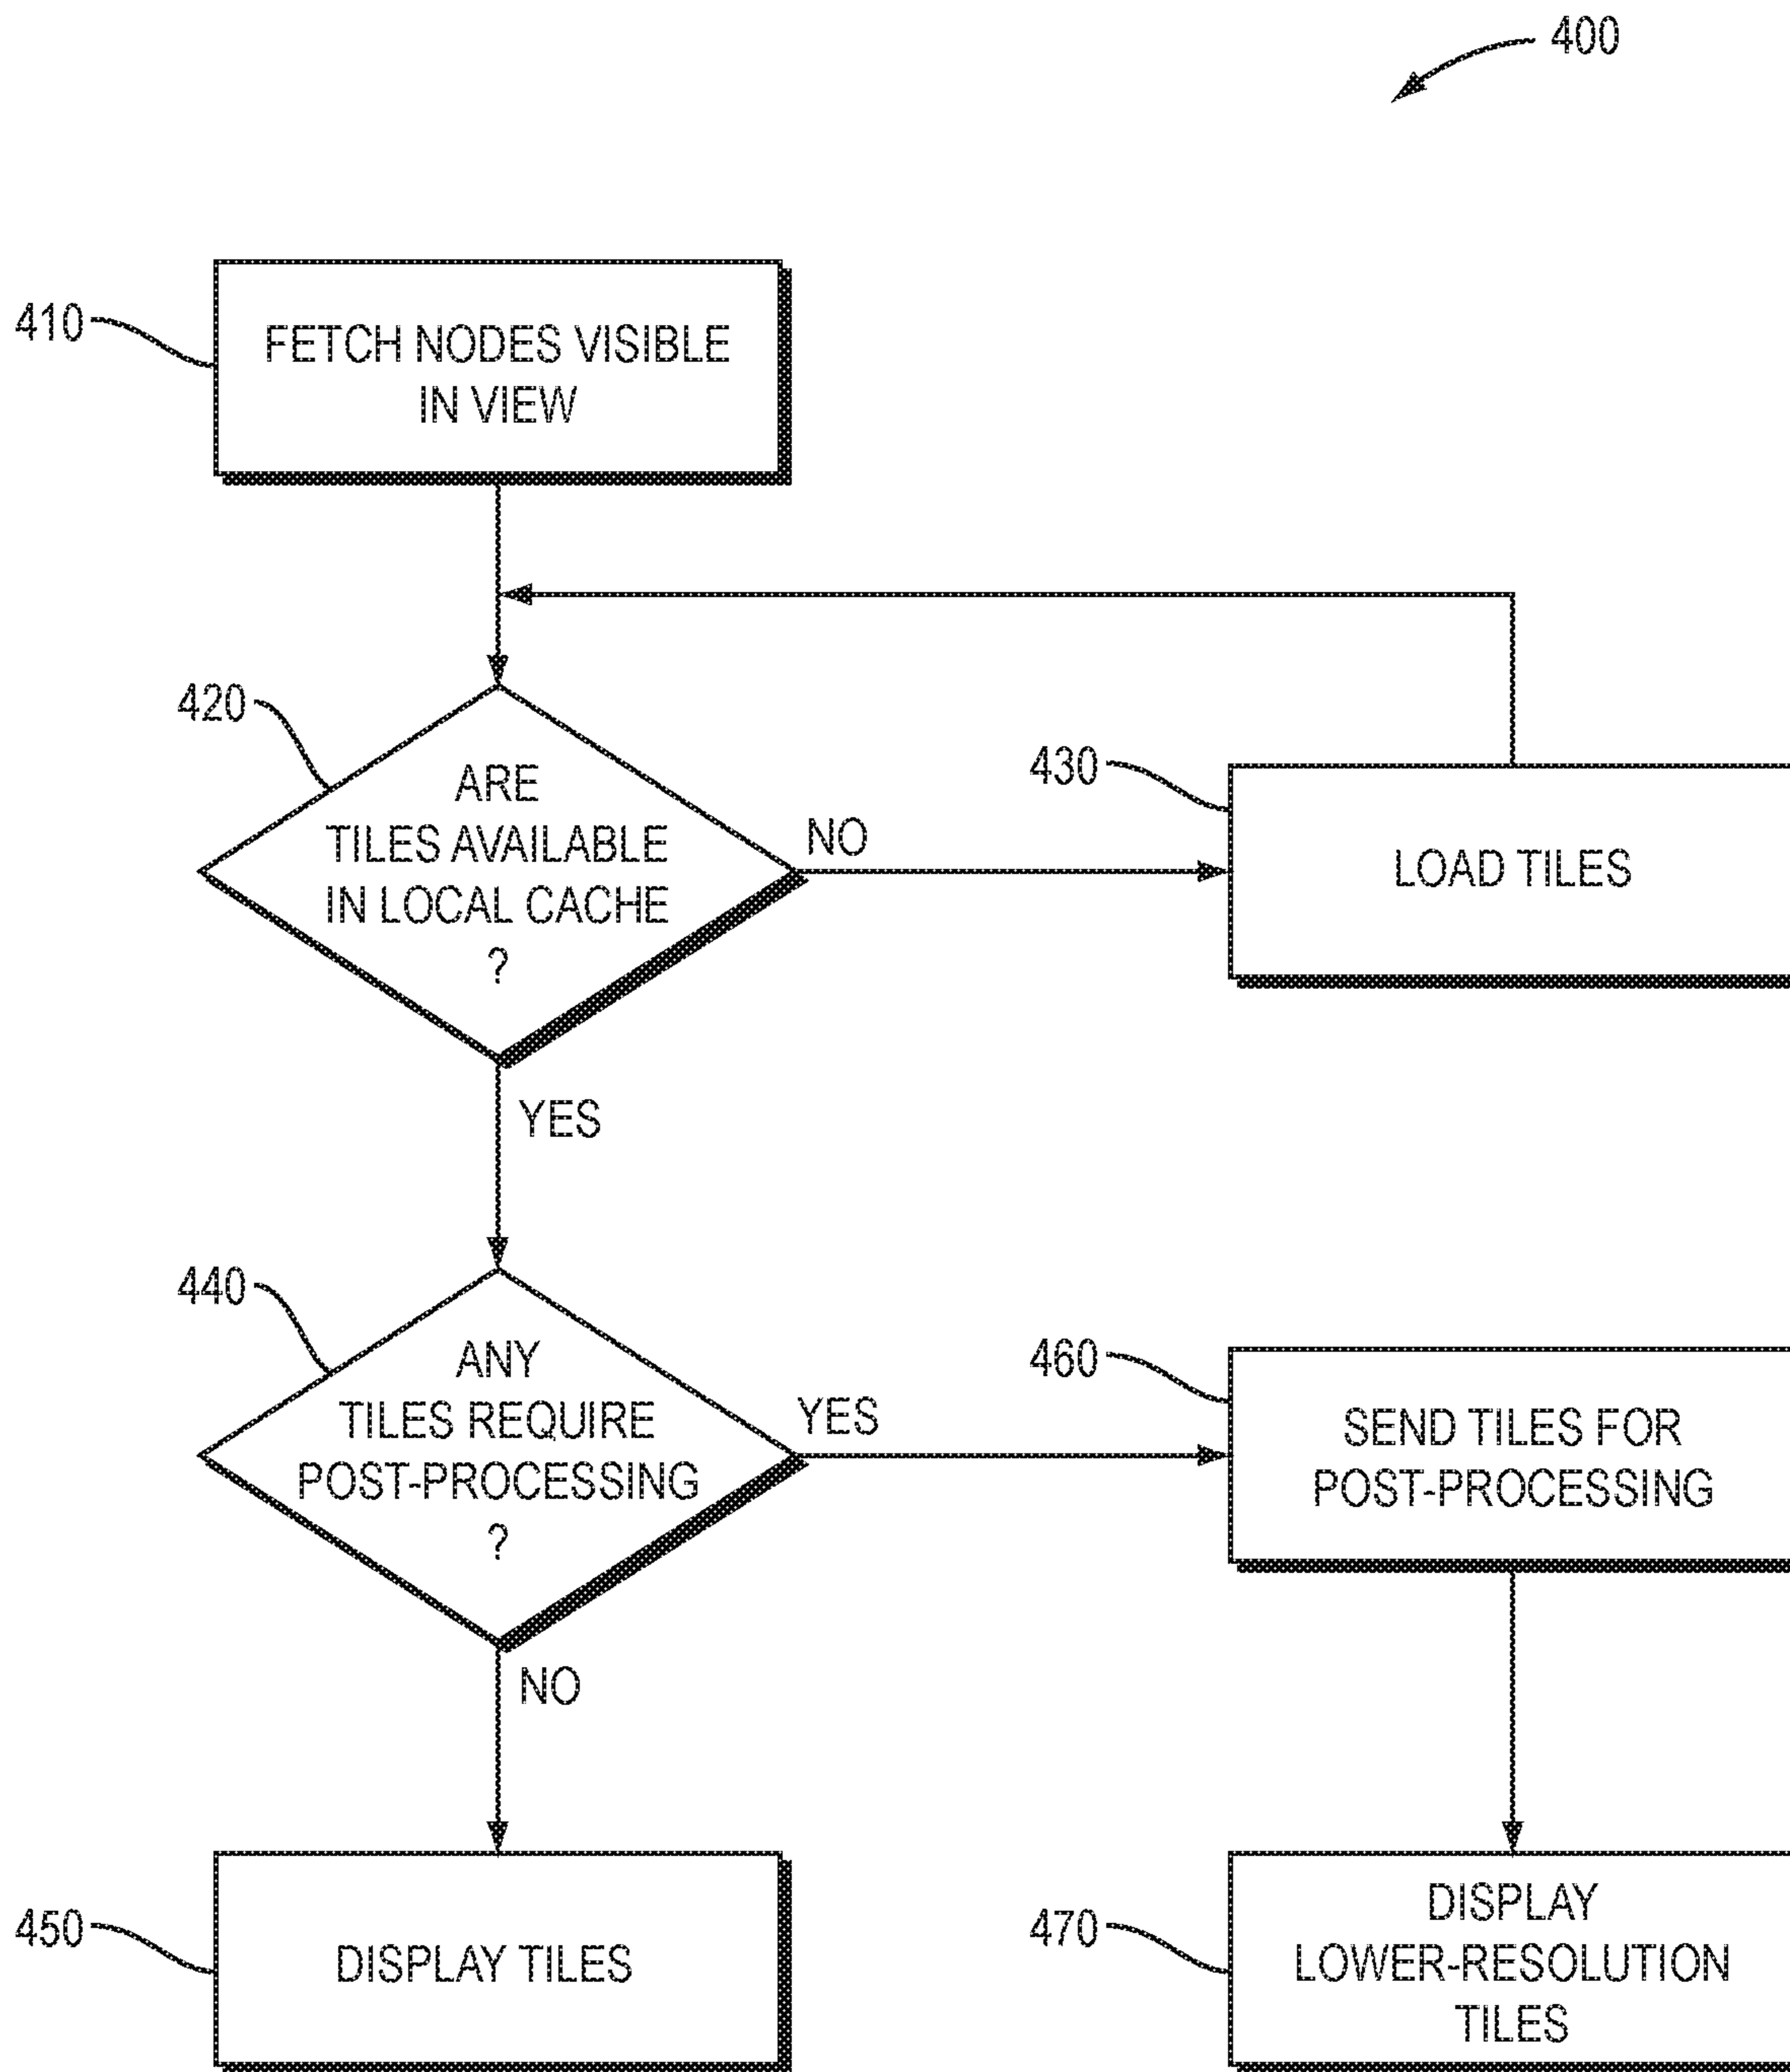 400
410
FETCH NODES VISIBLE
IN VIEW
420
ARE
TILES AVAILABLE
IN LOCAL CACHE
?
NO
430
LOAD TILES
YES
440
ANY
TILES REQUIRE
POST-PROCESSING
?
YES
460
SEND TILES FOR
POST-PROCESSING
NO
450
DISPLAY TILES
470
DISPLAY
LOWER-RESOLUTION
TILES